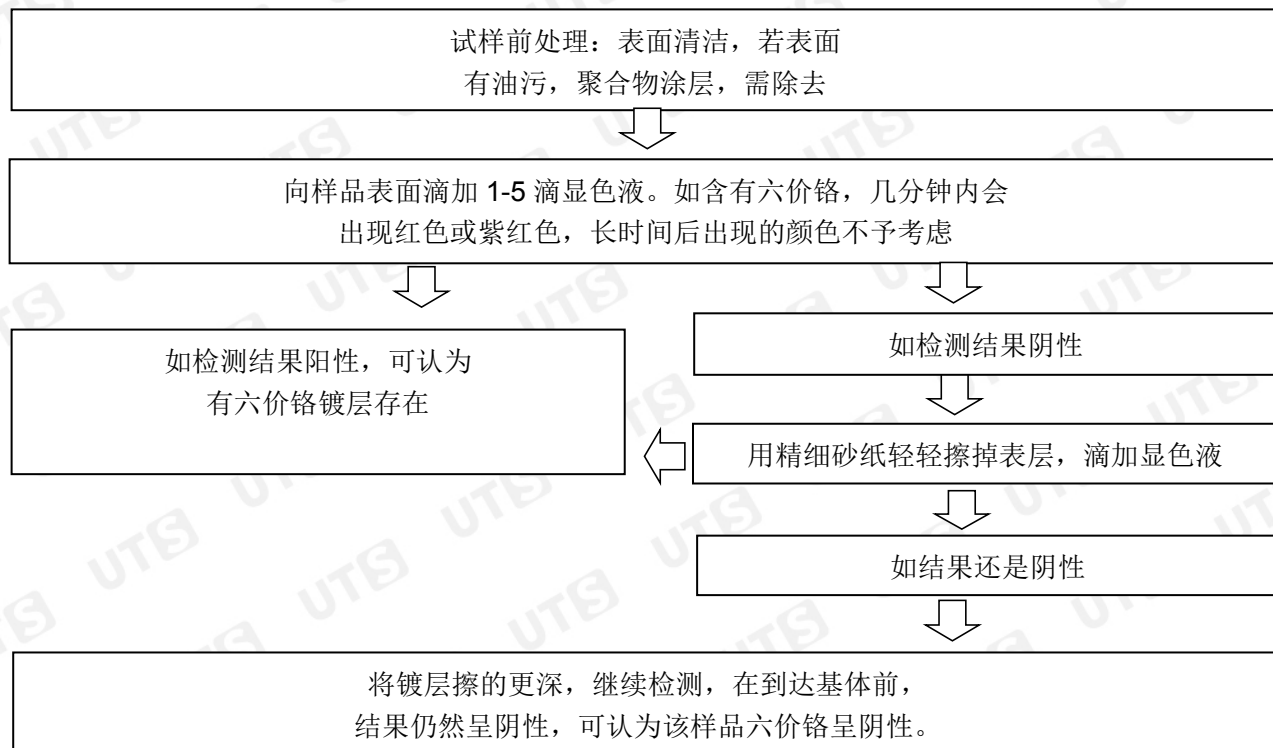 试样前处理：表面清洁，若表面
有油污，聚合物涂层，需除去
向样品表面滴加 1-5 滴显色液。如含有六价铬，几分钟内会
出现红色或紫红色，长时间后出现的颜色不予考虑
如检测结果阳性，可认为
有六价铬镀层存在
如检测结果阴性
用精细砂纸轻轻擦掉表层，滴加显色液
如结果还是阴性
将镀层擦的更深，继续检测，在到达基体前，
结果仍然呈阴性，可认为该样品六价铬呈阴性。